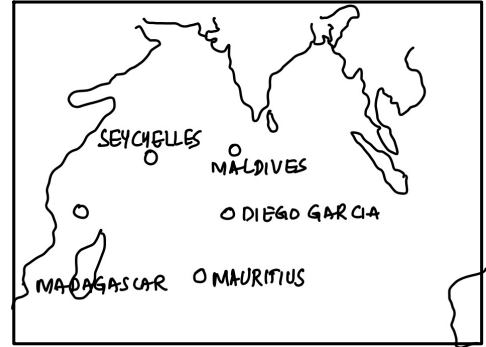 SEYCHELLES
MALDIVES
DIEGO GARCIA
MADAGASCAR
MAURITIUS